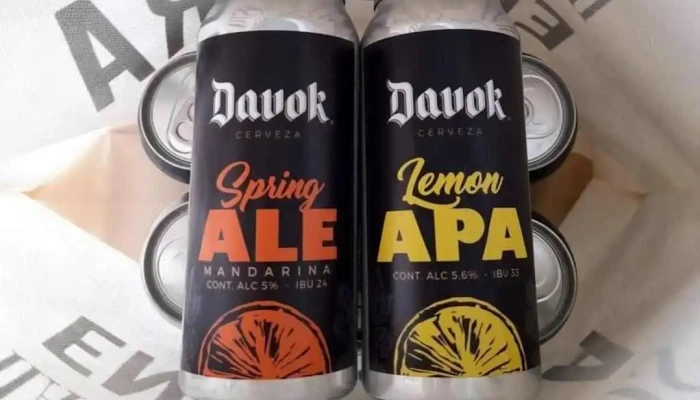 Davok
CERVEZA
Spring
ALE
MANDARINA
CONT. ALC 5% - IBU 24
Davok
CERVEZA
Lemon
APA
CONT. ALC 5,6% - IBU 33